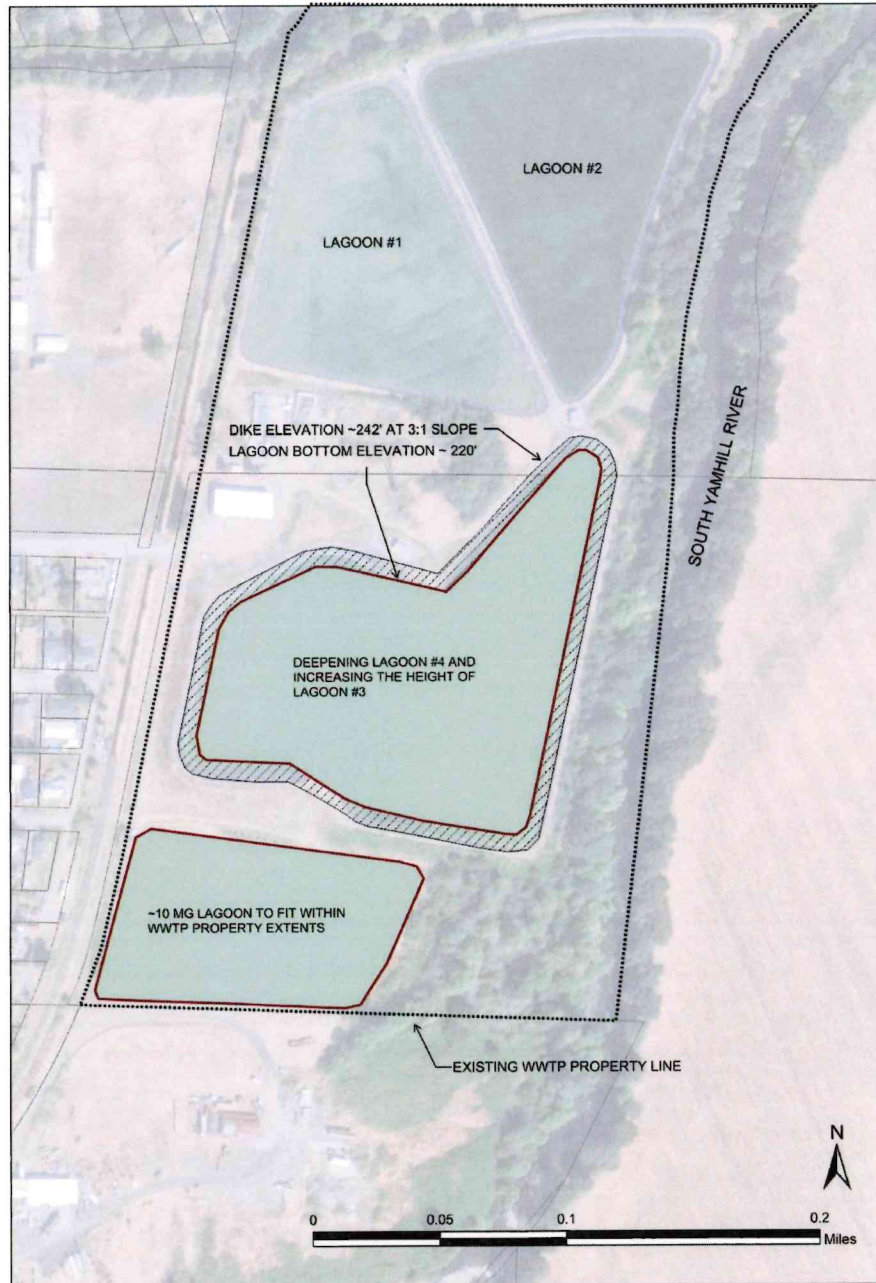 LAGOON #2
LAGOON #1
DIKE ELEVATION ~242' AT 3:1 SLOPE
LAGOON BOTTOM ELEVATION ~ 220'
SOUTH YAMHILL RIVER
DEEPENING LAGOON #4 AND
INCREASING THE HEIGHT OF
LAGOON #3
~10 MG LAGOON TO FIT WITHIN
WWTP PROPERTY EXTENTS
EXISTING WWTP PROPERTY LINE
N
0 0.05 0.1 0.2
Miles